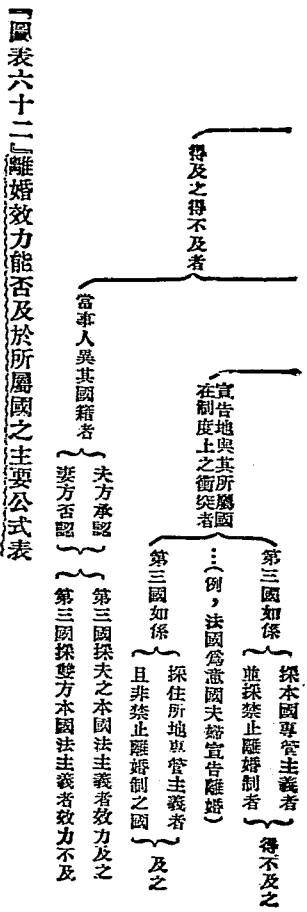 得及之得不及者
宣告地與其所屬國
在制度上之衝突者
第三國如係
採本國專管主義者
並採禁止離婚制者
得不及之
…(例,法國爲意國夫婦宣告離婚)
第三國如係
採住所地專管主義者
且非禁止離婚制之國
及之
當事人異其國籍者
夫方承認
妻方否認
第三國採夫之本國法主義者效力及之
第三國採雙方本國法主義者效力不及
『圖表六十二』離婚效力能否及於所屬國之主要公式表